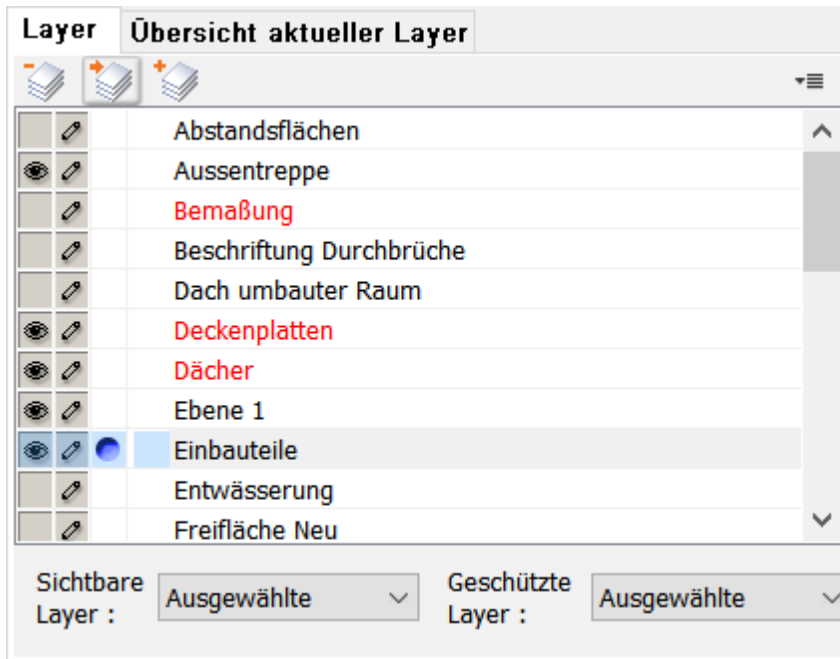 Layer Übersicht aktueller Layer
Abstandsflächen
Aussentreppe
Bemaßung
Beschriftung Durchbrüche
Dach umbauter Raum
Deckenplatten
Dächer
Ebene 1
Einbauteile
Entwässerung
Freifläche Neu
Sichtbare
Layer :
Ausgewählte
Geschützte
Layer :
Ausgewählte